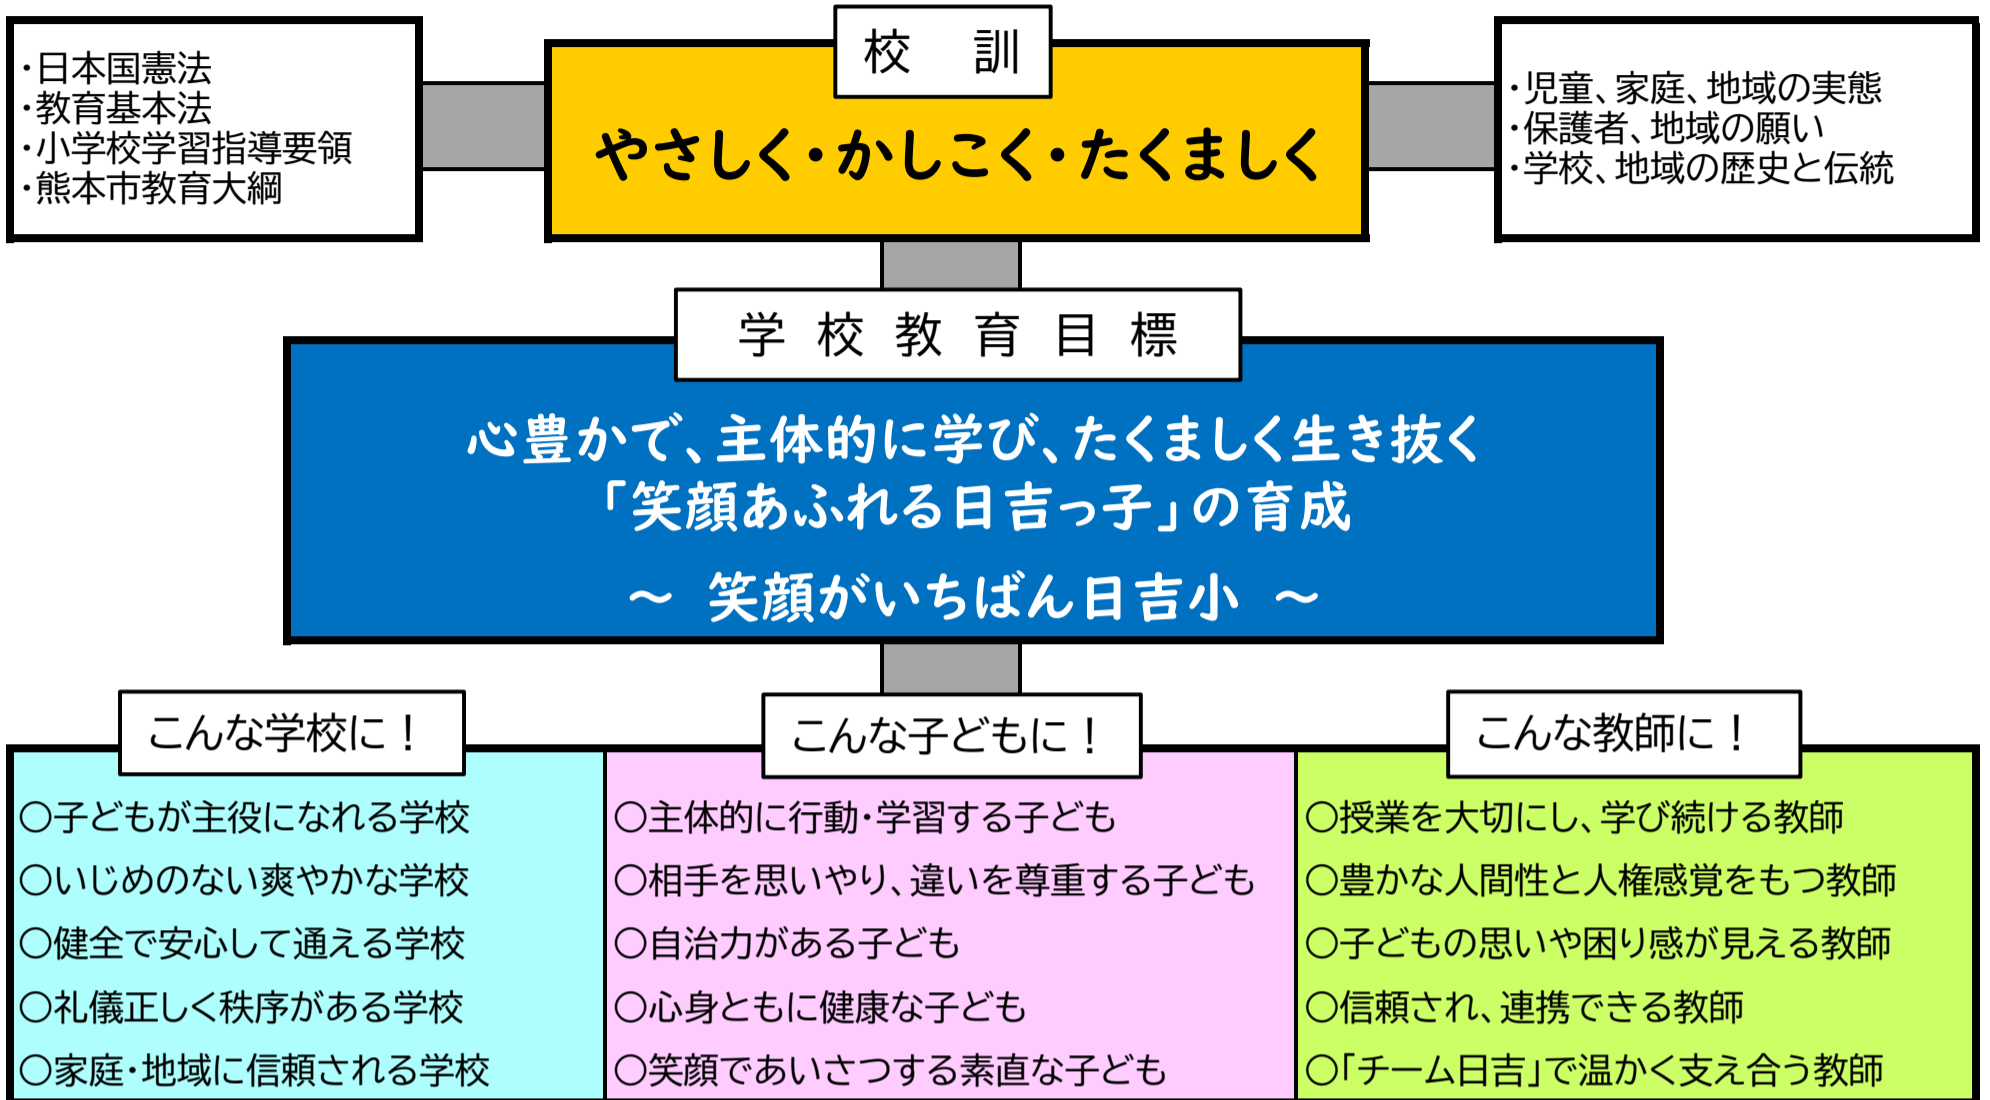 ・日本国憲法
・教育基本法
・小学校学習指導要領
・熊本市教育大綱
校　訓
やさしく・かしこく・たくましく
・児童、家庭、地域の実態
・保護者、地域の願い
・学校、地域の歴史と伝統
学校教育目標
心豊かで、主体的に学び、たくましく生き抜く
「笑顔あふれる日吉っ子」の育成
～ 笑顔がいちばん日吉小 ～
こんな学校に！
○子どもが主役になれる学校
○いじめのない爽やかな学校
○健全で安心して通える学校
○礼儀正しく秩序がある学校
○家庭・地域に信頼される学校
こんな子どもに！
○主体的に行動・学習する子ども
○相手を思いやり、違いを尊重する子ども
○自治力がある子ども
○心身ともに健康な子ども
○笑顔であいさつする素直な子ども
こんな教師に！
○授業を大切にし、学び続ける教師
○豊かな人間性と人権感覚をもつ教師
○子どもの思いや困り感が見える教師
○信頼され、連携できる教師
○「チーム日吉」で温かく支え合う教師